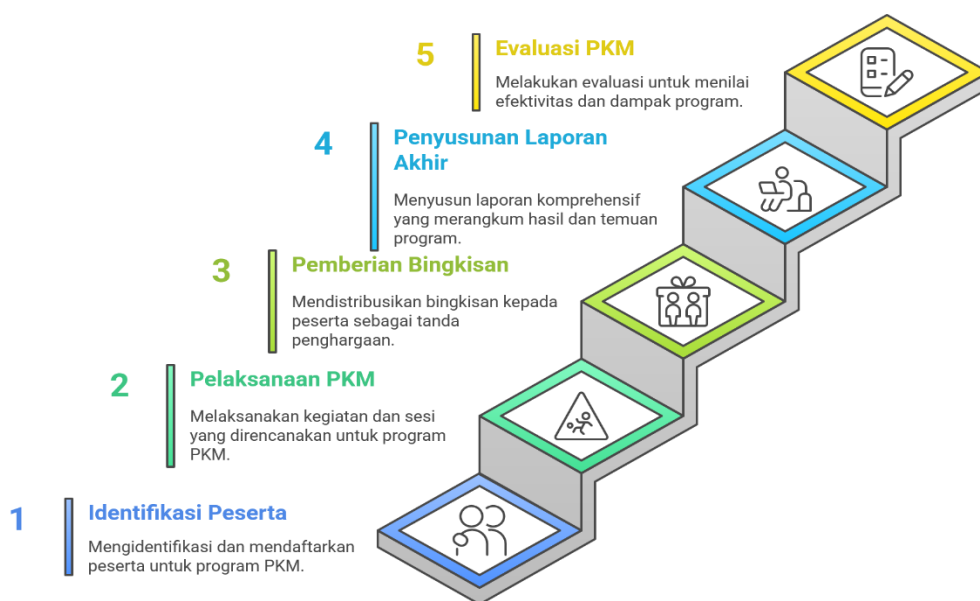 5
Evaluasi PKM
Melakukan evaluasi untuk menilai
efektivitas dan dampak program.
4
Penyusunan Laporan
Akhir
Menyusun laporan komprehensif
yang merangkum hasil dan temuan
program.
3
Pemberian Bingkisan
Mendistribusikan bingkisan kepada
peserta sebagai tanda
penghargaan.
2
Pelaksanaan PKM
Melaksanakan kegiatan dan sesi
yang direncanakan untuk program
PKM.
1
Identifikasi Peserta
Mengidentifikasi dan mendaftarkan
peserta untuk program PKM.